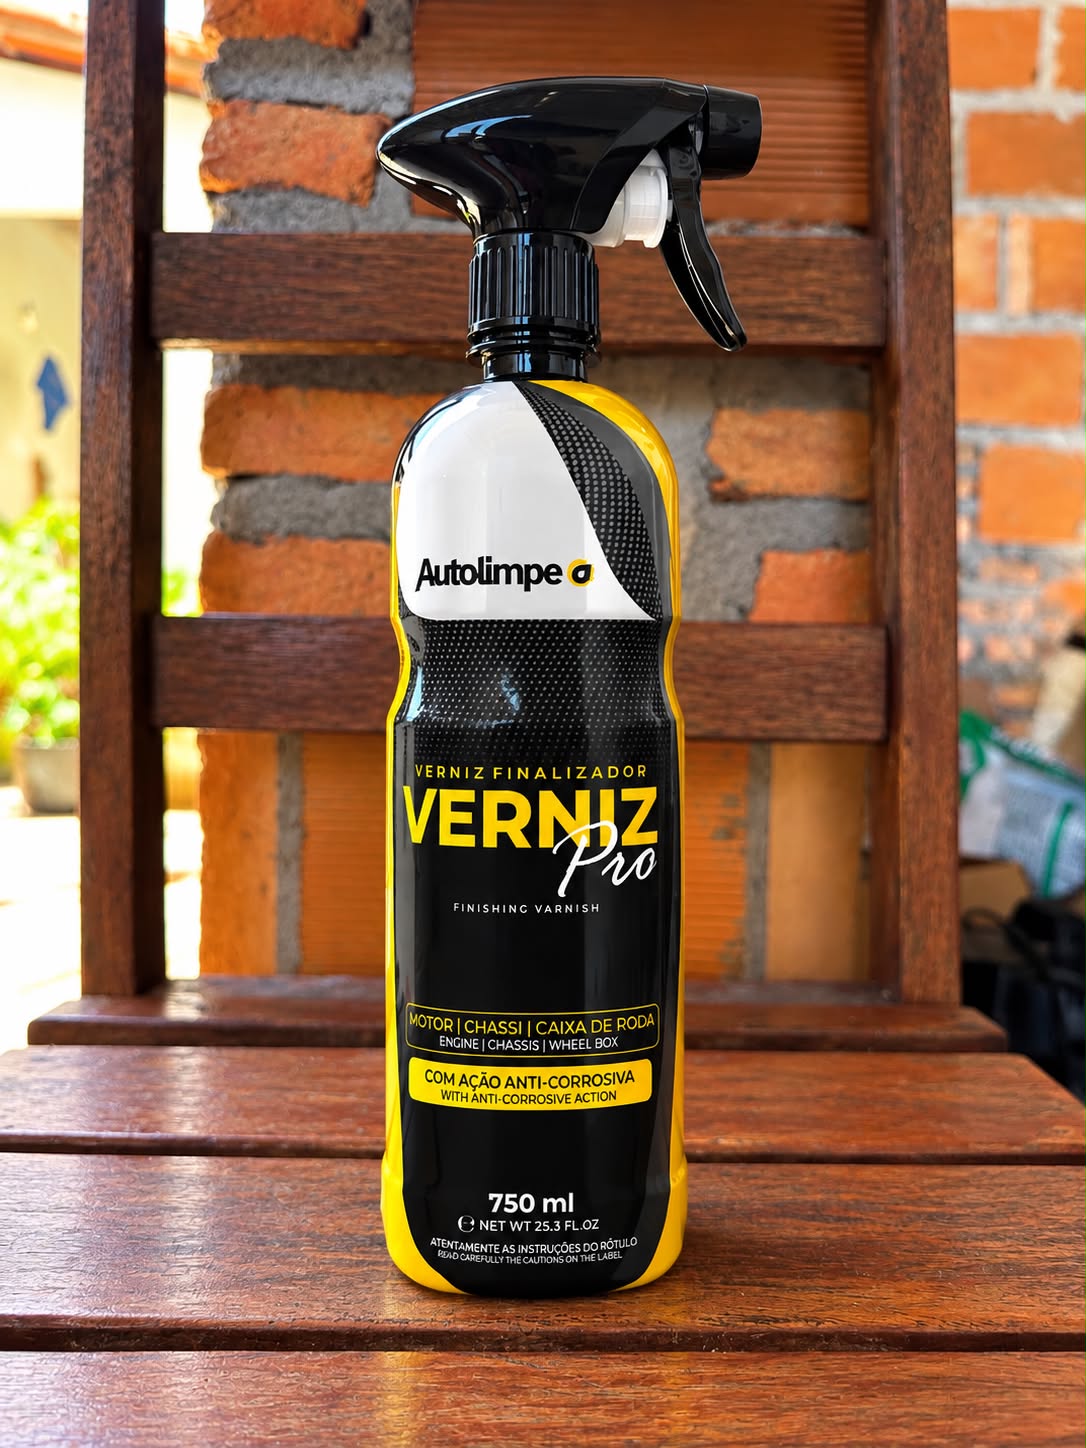 Autolimpe
VERNIZ FINALIZADOR
VERNIZ
Pro
FINISHING VARNISH
MOTOR | CHASSI | CAIXA DE RODA
ENGINE | CHASSIS | WHEEL BOX
COM AÇÃO ANTI-CORROSIVA
WITH ANTI-CORROSIVE ACTION
750 ml
NET WT 25.3 FL.OZ
ATENTAMENTE AS INSTRUÇÕES DO RÓTULO
READ CAREFULLY THE CAUTIONS ON THE LABEL